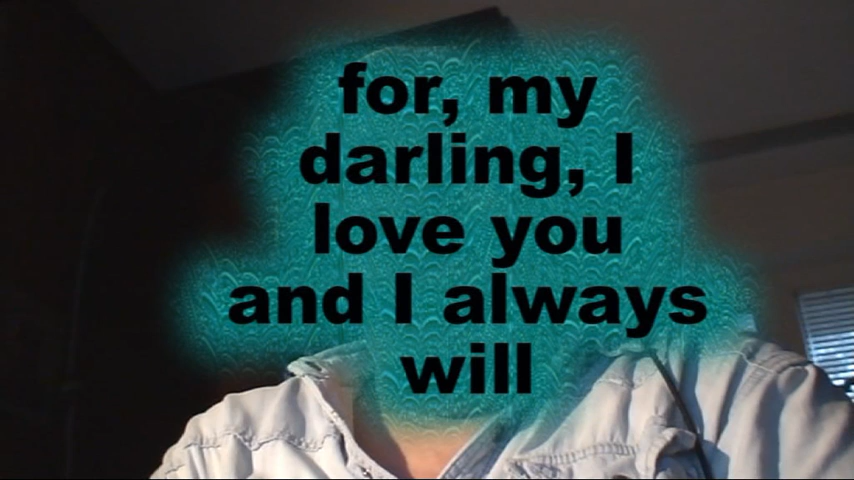 for, my
darling, I
love you
and I always
will